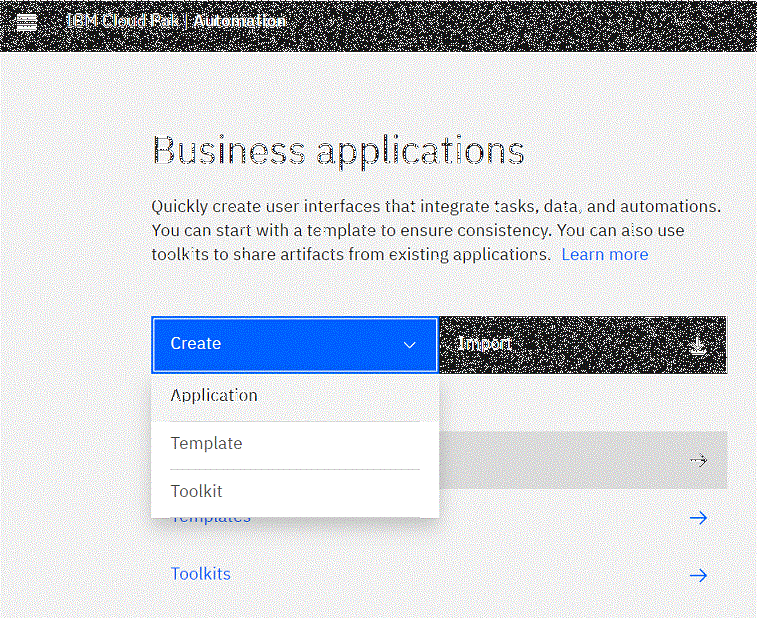 IBM Cloud Pak | Automation
Business applications
Quickly create user interfaces that integrate tasks, data, and automations.
You can start with a template to ensure consistency. You can also use
toolkits to share artifacts from existing applications. Learn more
Create
Import
Application
Template
Toolkit
Templates
Toolkits